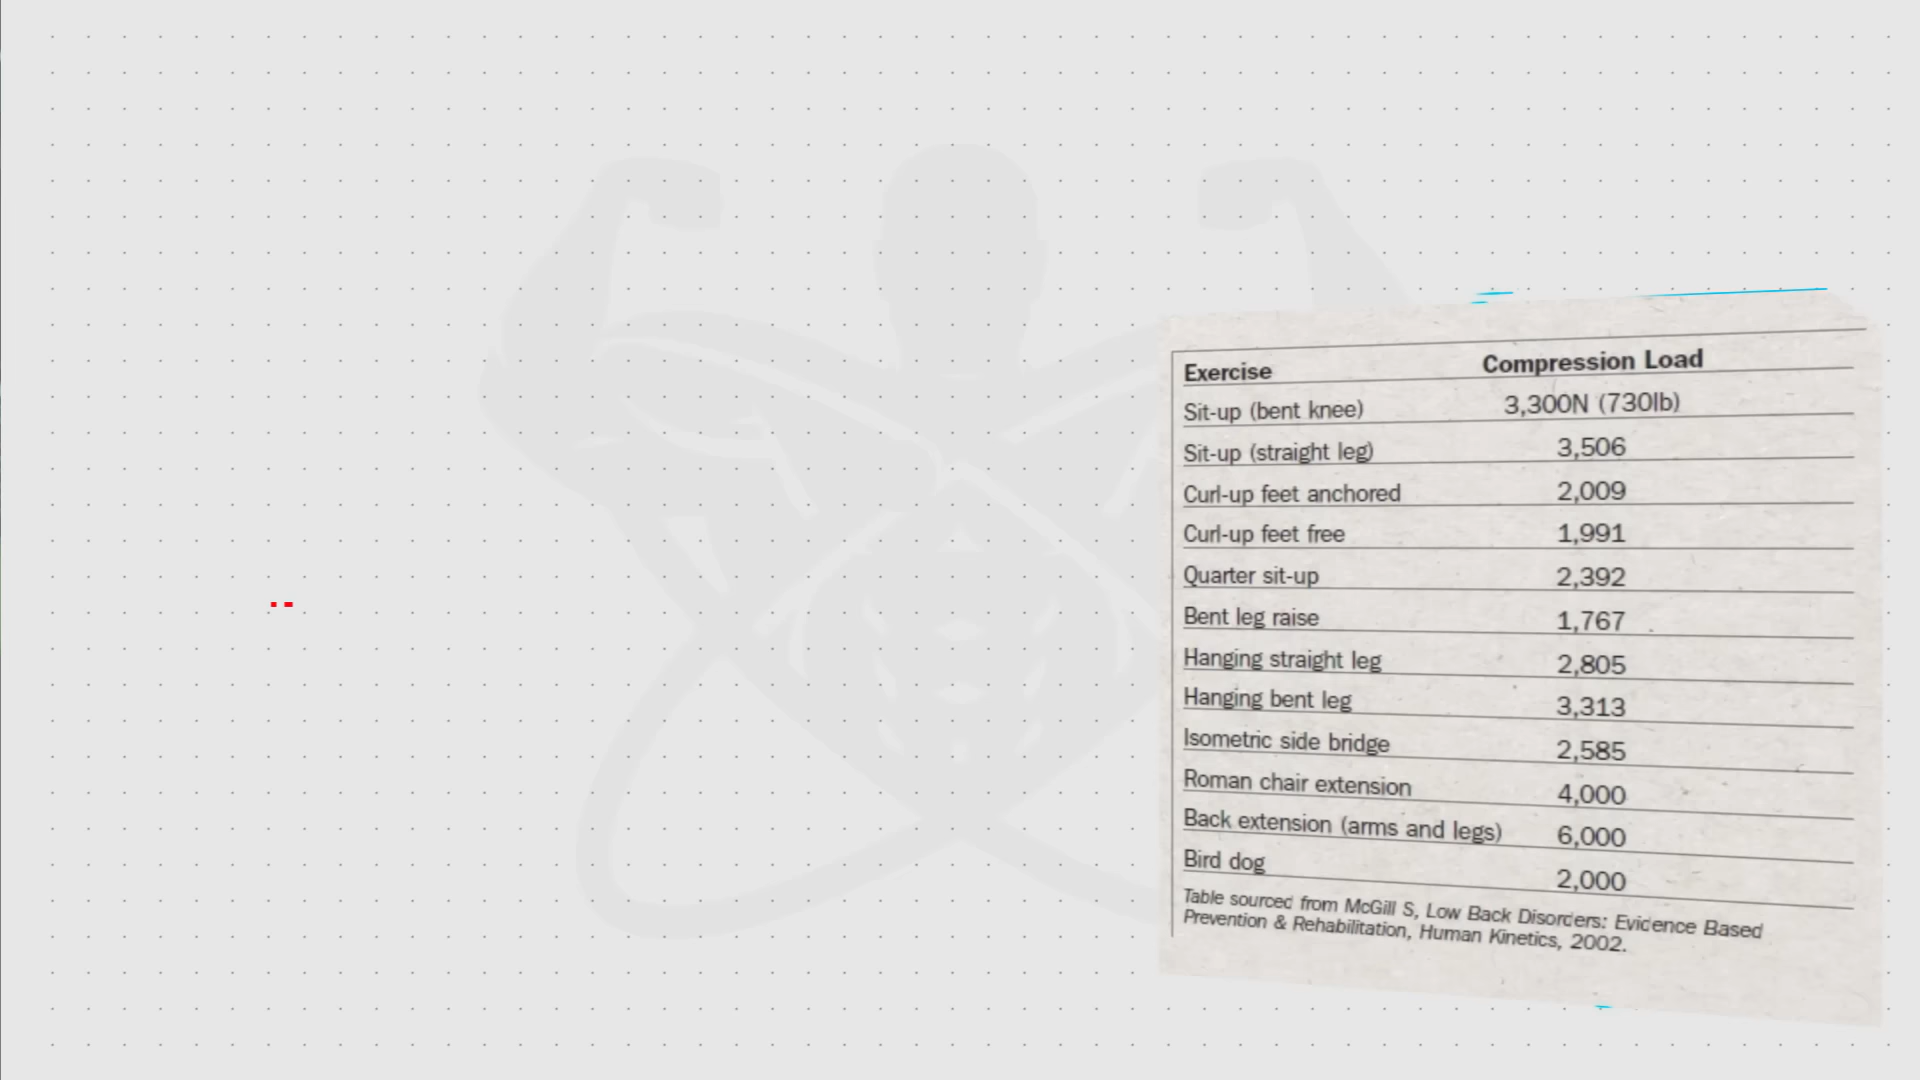 Exercise Compression Load
Sit-up (bent knee) 3,300N (730lb)
Sit-up (straight leg) 3,506
Curl-up feet anchored 2,009
Curl-up feet free 1,991
Quarter sit-up 2,392
Bent leg raise 1,767
Hanging straight leg 2,805
Hanging bent leg 3,313
Isometric side bridge 2,585
Roman chair extension 4,000
Back extension (arms and legs) 6,000
Bird dog 2,000
Table sourced from McGill S, Low Back Disorders: Evidence Based
Prevention & Rehabilitation, Human Kinetics, 2002.